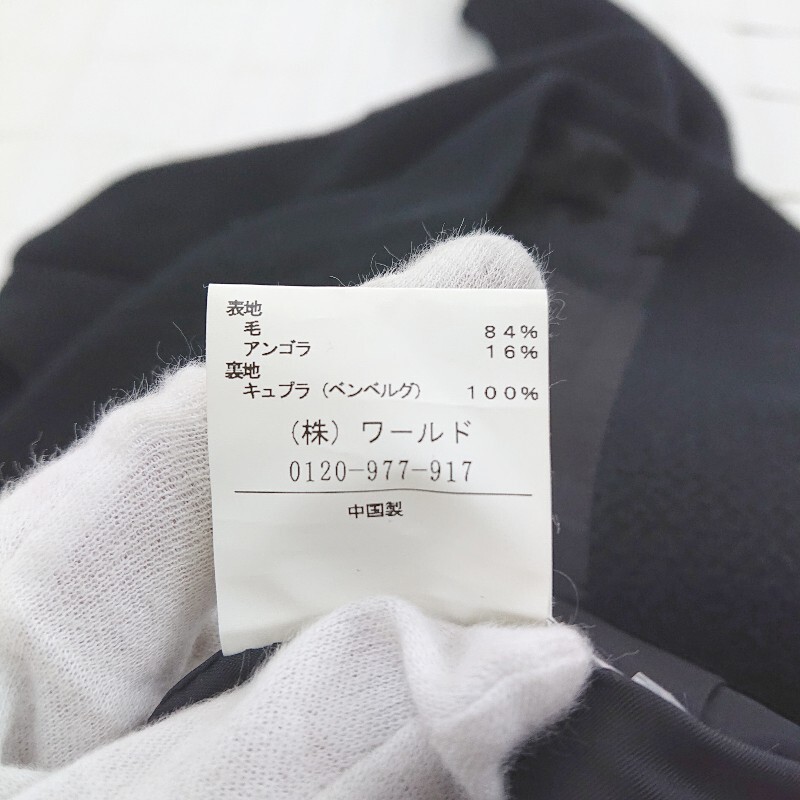 表地
毛 84%
アンゴラ 16%
裏地
キュプラ（ベンベルグ） 100%
（株）ワールド
0120-977-917
中国製